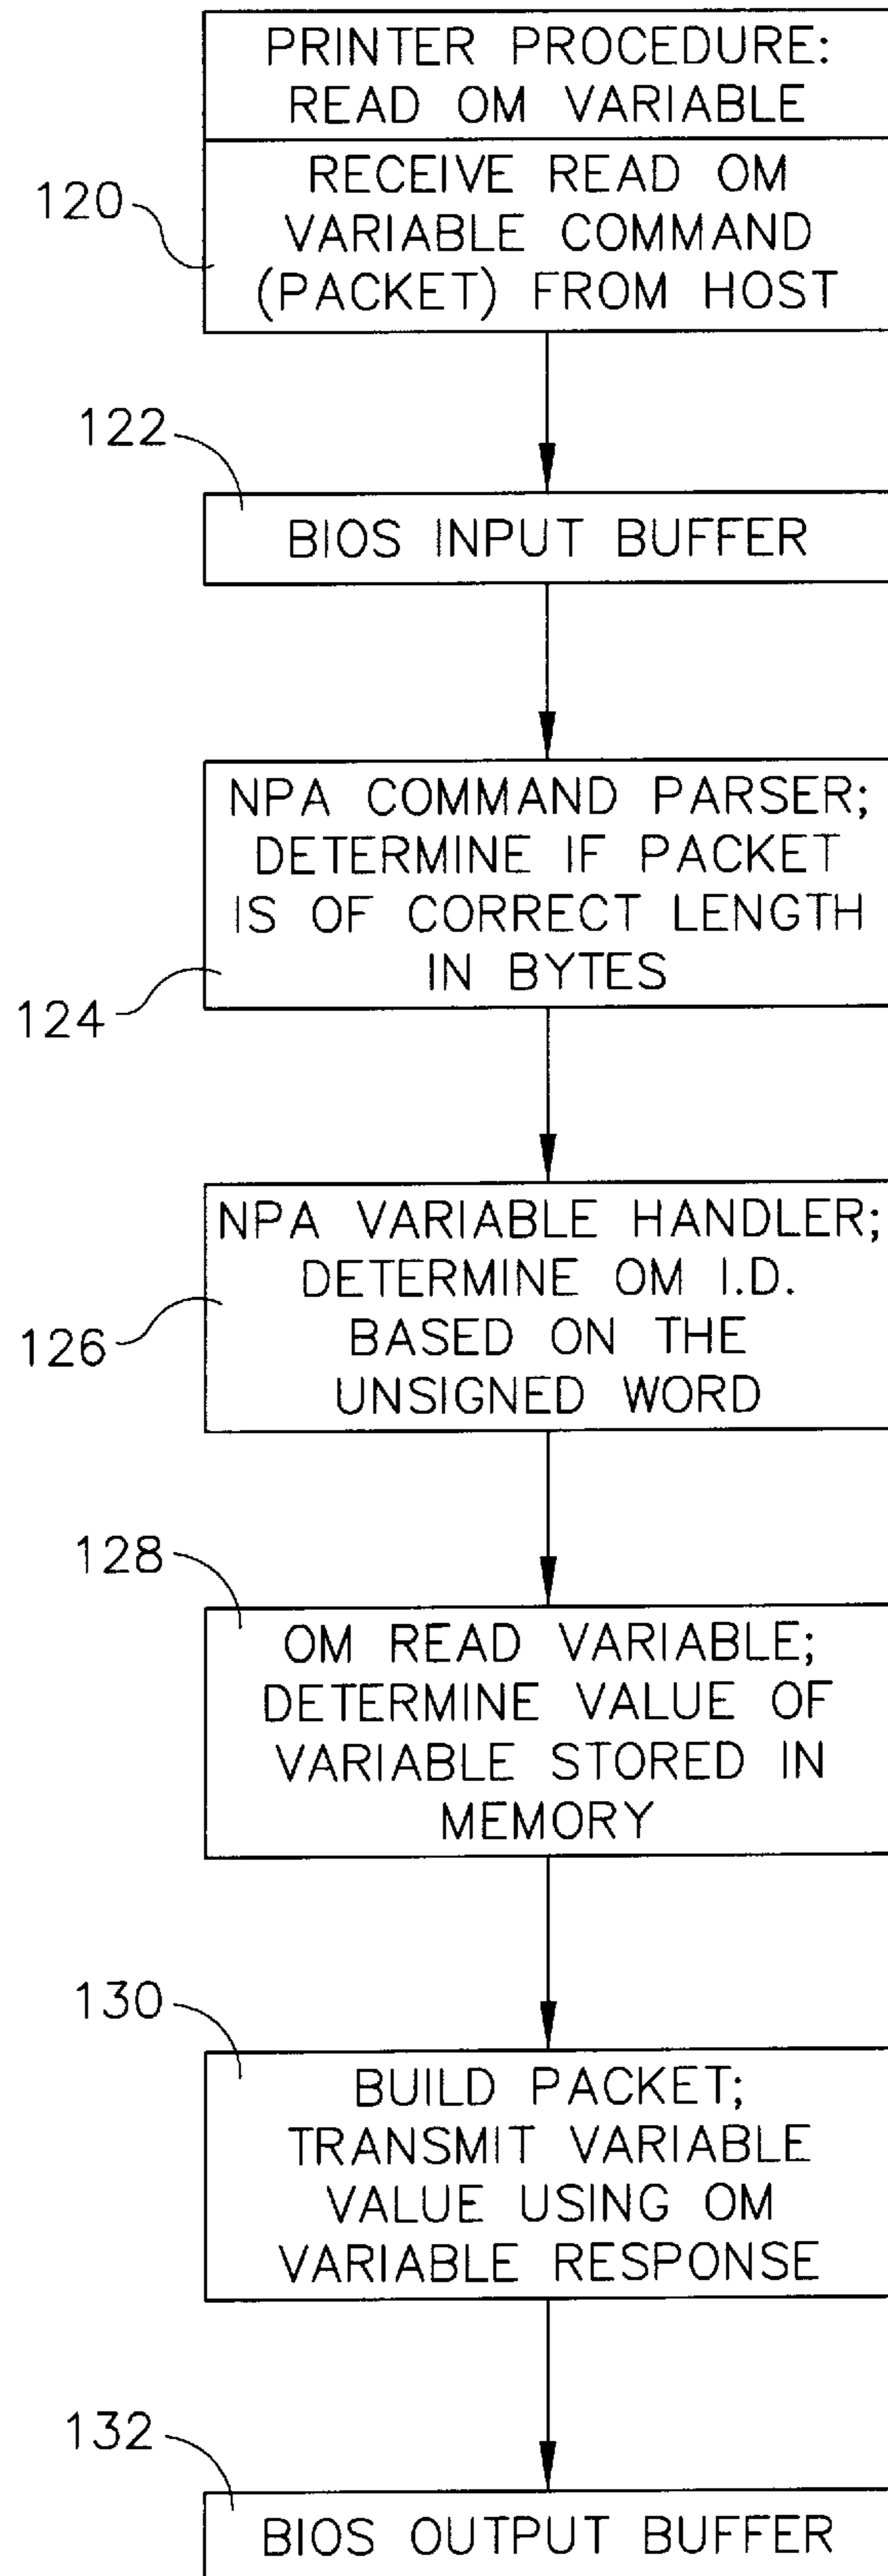 PRINTER PROCEDURE:
READ OM VARIABLE
120
RECEIVE READ OM
VARIABLE COMMAND
(PACKET) FROM HOST
122
BIOS INPUT BUFFER
NPA COMMAND PARSER;
DETERMINE IF PACKET
IS OF CORRECT LENGTH
IN BYTES
124
NPA VARIABLE HANDLER;
DETERMINE OM I.D.
BASED ON THE
UNSIGNED WORD
126
128
OM READ VARIABLE;
DETERMINE VALUE OF
VARIABLE STORED IN
MEMORY
130
BUILD PACKET;
TRANSMIT VARIABLE
VALUE USING OM
VARIABLE RESPONSE
132
BIOS OUTPUT BUFFER